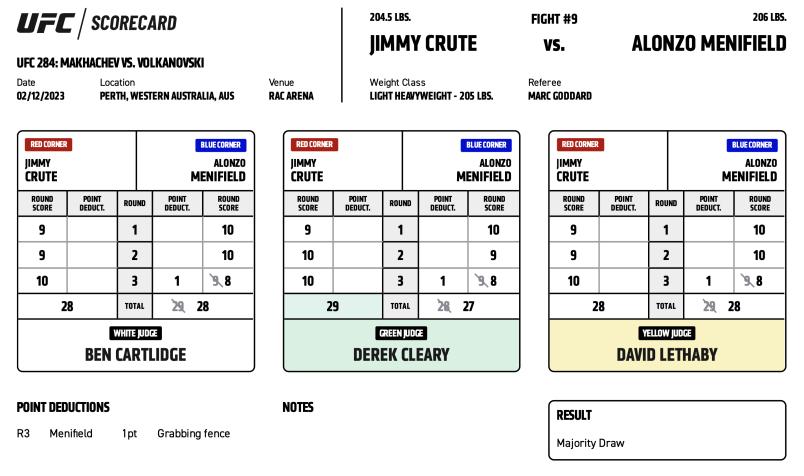 UFC SCORECARD
UFC 284: MAKHACHEV VS. VOLKANOVSKI
Date Location Venue
02/12/2023 PERTH, WESTERN AUSTRALIA, AUS RAC ARENA
204.5 LBS. FIGHT #9 206 LBS.
JIMMY CRUTE VS. ALONZO MENIFIELD
Weight Class Referee
LIGHT HEAVYWEIGHT - 205 LBS. MARC GODDARD
RED CORNER BLUE CORNER
JIMMY ALONZO
CRUTE MENIFIELD
ROUND POINT ROUND POINT ROUND
SCORE DEDUCT. DEDUCT. SCORE
9 1 10
9 2 10
10 3 1 9 8
28 TOTAL 29 28
WHITE JUDGE
BEN CARTLIDGE
RED CORNER BLUE CORNER
JIMMY ALONZO
CRUTE MENIFIELD
ROUND POINT ROUND POINT ROUND
SCORE DEDUCT. DEDUCT. SCORE
9 1 10
10 2 9
10 3 1 9 8
29 TOTAL 28 27
GREEN JUDGE
DEREK CLEARY
RED CORNER BLUE CORNER
JIMMY ALONZO
CRUTE MENIFIELD
ROUND POINT ROUND POINT ROUND
SCORE DEDUCT. DEDUCT. SCORE
9 1 10
9 2 10
10 3 1 9 8
28 TOTAL 29 28
YELLOW JUDGE
DAVID LETHABY
POINT DEDUCTIONS
R3 Menifield 1pt Grabbing fence
NOTES
RESULT
Majority Draw